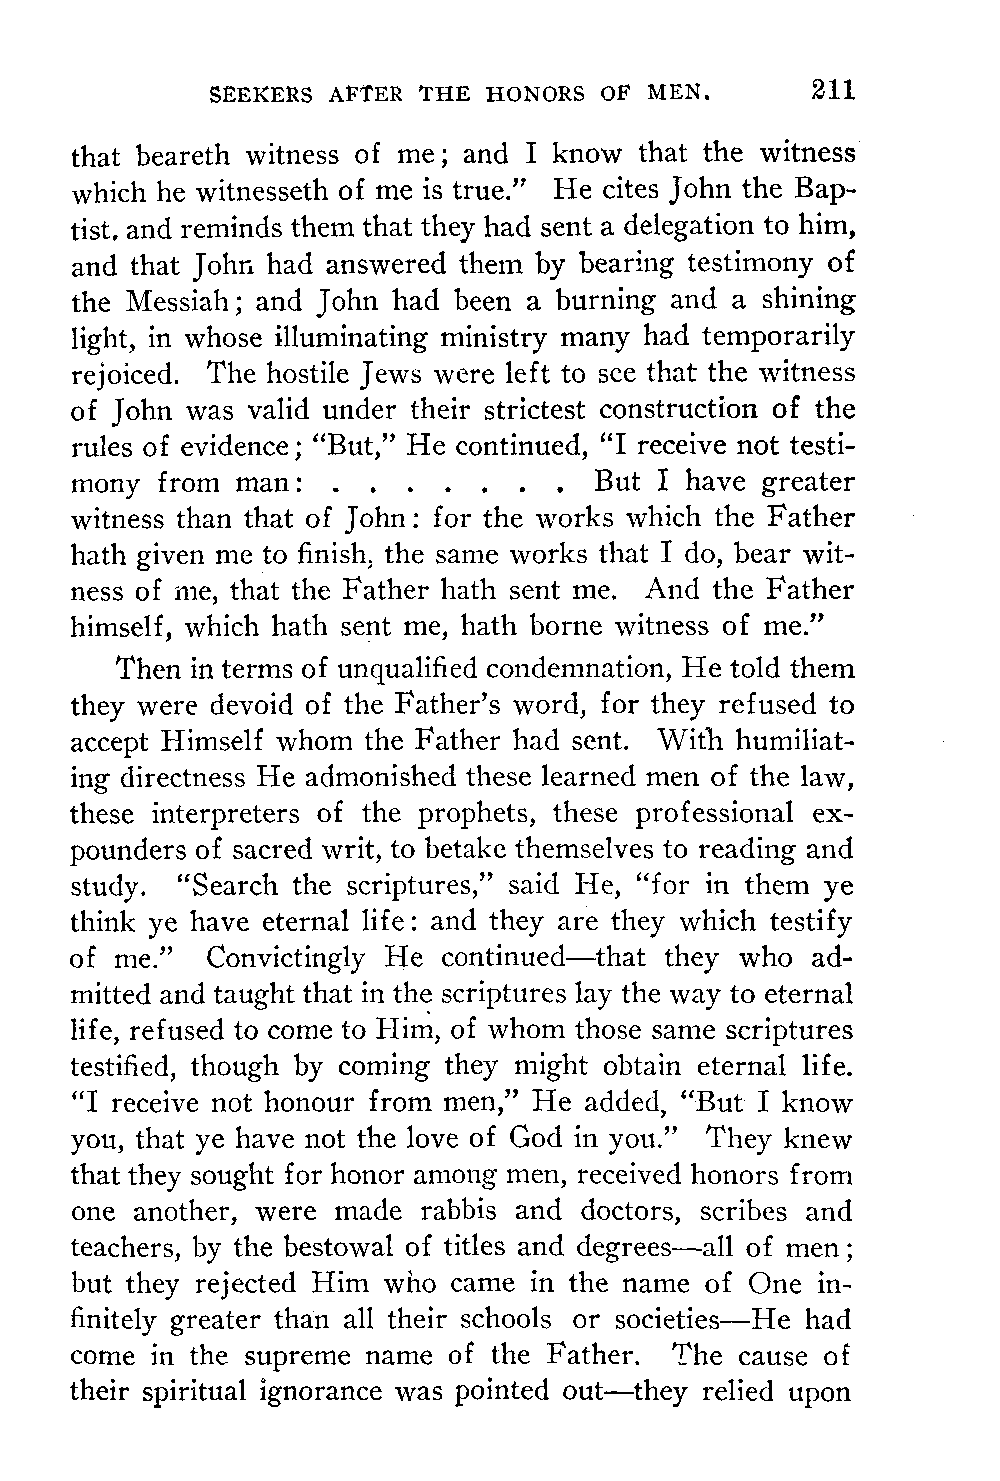 SEEKERS AFTER THE HONORS OF MEN. 211
that beareth witness of me; and I know that the witness
which he witnesseth of me is true.” He cites John the Bap-
tist, and reminds them that they had sent a delegation to him,
and that John had answered them by bearing testimony of
the Messiah; and John had been a burning and a shining
light, in whose illuminating ministry many had temporarily
rejoiced. The hostile Jews were left to see that the witness
of John was valid under their strictest construction of the
rules of evidence; “But,” He continued, “I receive not testi-
mony from man: . . . . . . . But I have greater
witness than that of John: for the works which the Father
hath given me to finish, the same works that I do, bear wit-
ness of me, that the Father hath sent me. And the Father
himself, which hath sent me, hath borne witness of me.”
Then in terms of unqualified condemnation, He told them
they were devoid of the Father’s word, for they refused to
accept Himself whom the Father had sent. With humiliat-
ing directness He admonished these learned men of the law,
these interpreters of the prophets, these professional ex-
pounders of sacred writ, to betake themselves to reading and
study. “Search the scriptures,” said He, “for in them ye
think ye have eternal life: and they are they which testify
of me.” Convictingly He continued—that they who ad-
mitted and taught that in the scriptures lay the way to eternal
life, refused to come to Him, of whom those same scriptures
testified, though by coming they might obtain eternal life.
“I receive not honour from men,” He added, “But I know
you, that ye have not the love of God in you.” They knew
that they sought for honor among men, received honors from
one another, were made rabbis and doctors, scribes and
teachers, by the bestowal of titles and degrees—all of men;
but they rejected Him who came in the name of One in-
finitely greater than all their schools or societies—He had
come in the supreme name of the Father. The cause of
their spiritual ignorance was pointed out—they relied upon